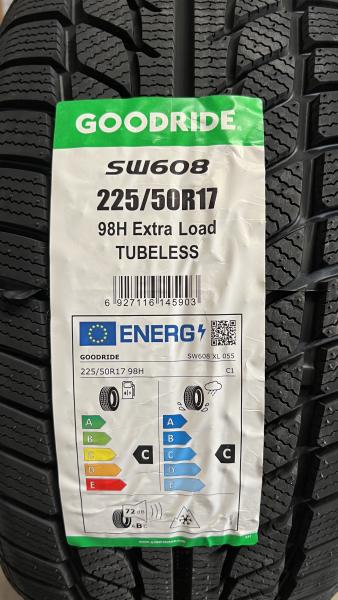 GOODRIDE
SW608
225/50R17
98H Extra Load
TUBELESS
6 927116 145903
ENERG
GOODRIDE SW608 XL 055
225/50R17 98H C1
A A
B B
C C C C
D D
E E
72 dB
ABC